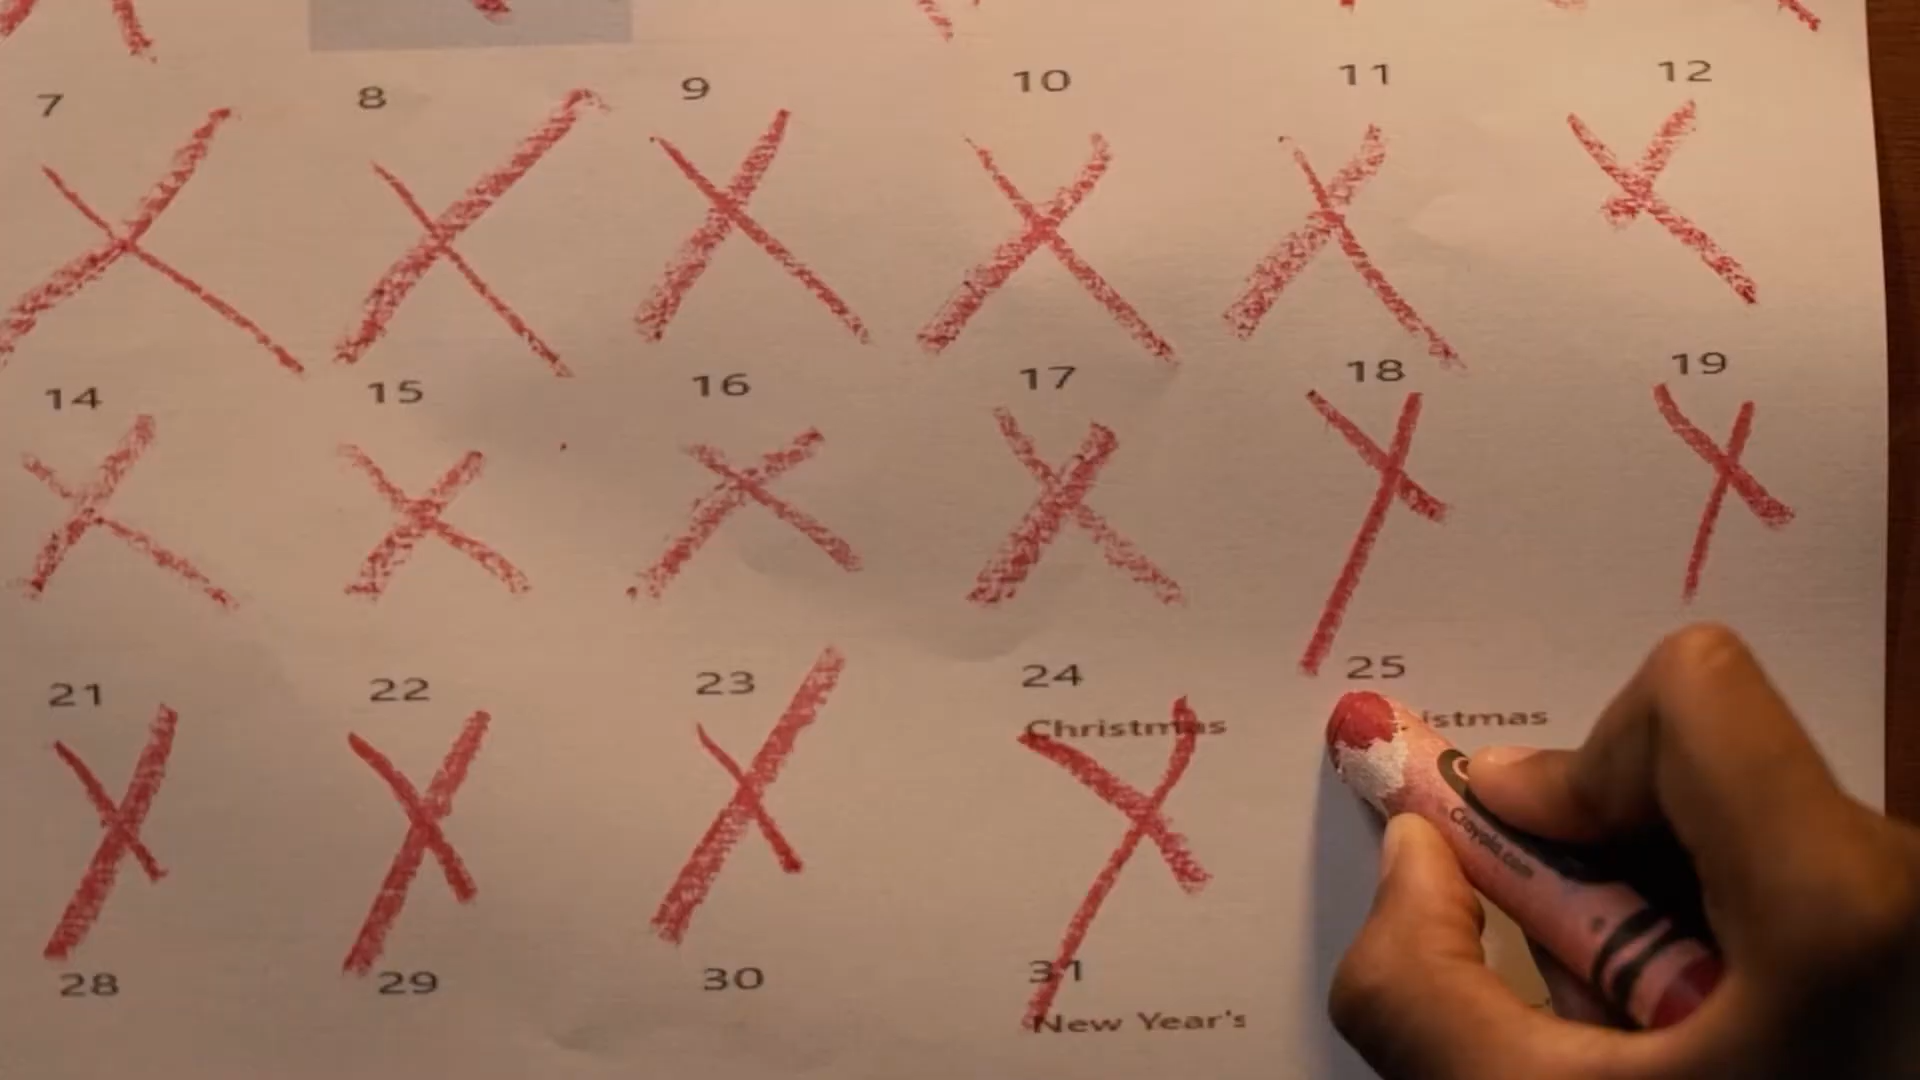 7 8 9 10 11 12
14 15 16 17 18 19
21 22 23 24 25
Christmas istmas
Crayola.com
28 29 30 31
New Year's